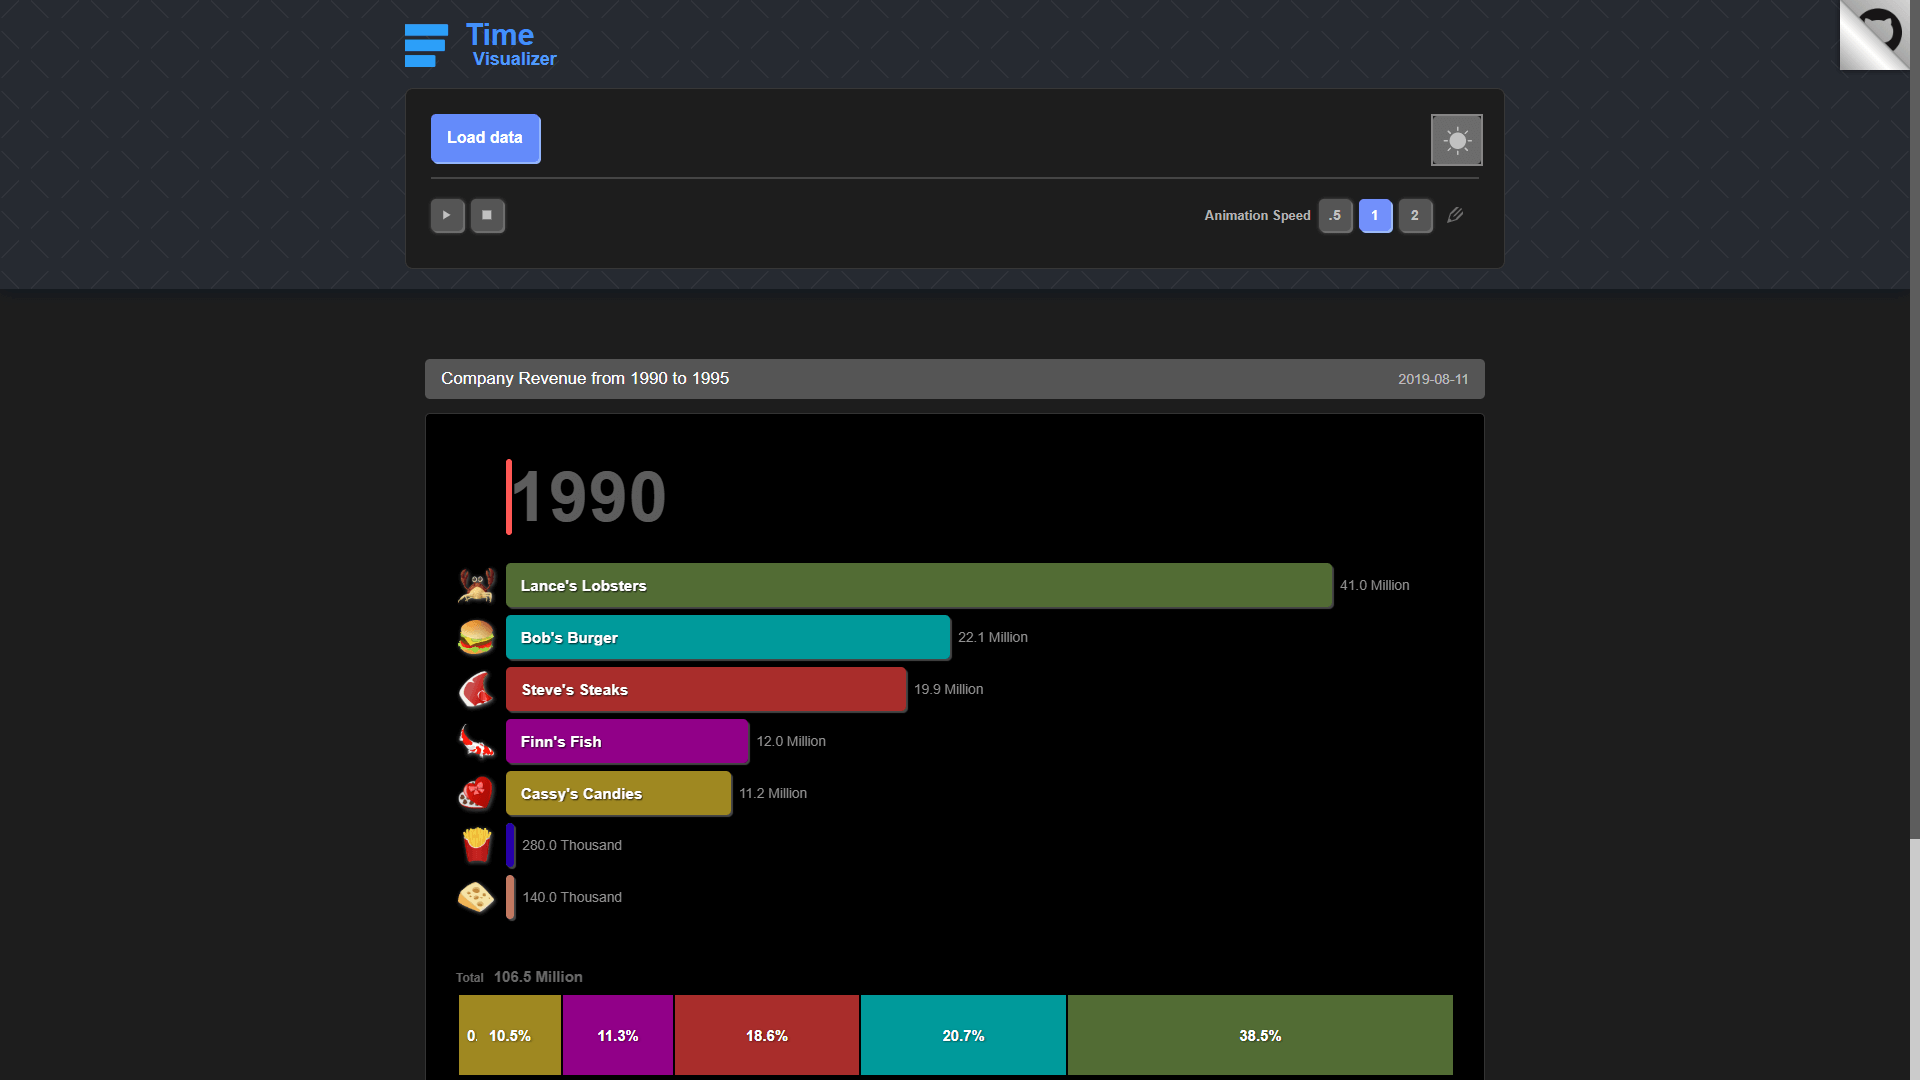 Time
Visualizer
Load data
Animation Speed .5 1 2
Company Revenue from 1990 to 1995 2019-08-11
1990
Lance's Lobsters 41.0 Million
Bob's Burger 22.1 Million
Steve's Steaks 19.9 Million
Finn's Fish 12.0 Million
Cassy's Candies 11.2 Million
280.0 Thousand
140.0 Thousand
Total 106.5 Million
0. 10.5% 11.3% 18.6% 20.7% 38.5%